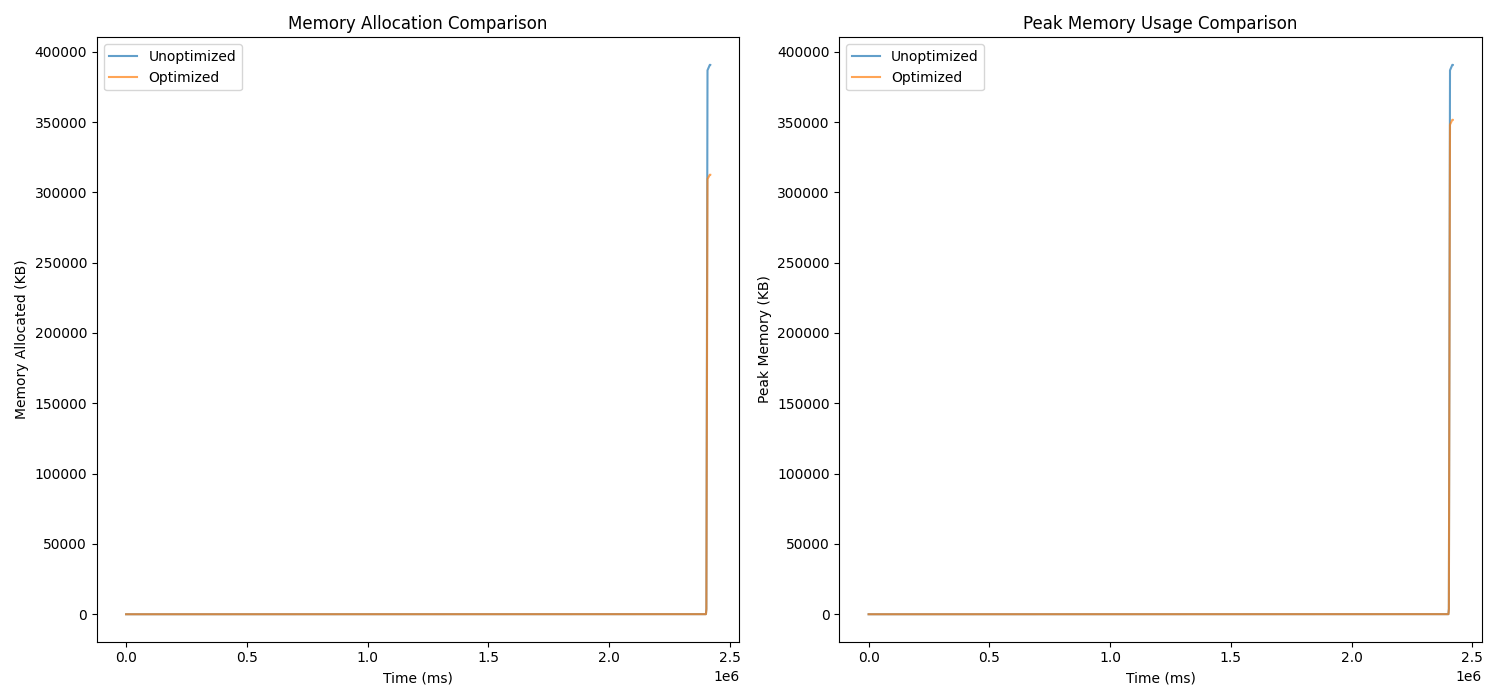 Memory Allocation Comparison
Unoptimized
Optimized
400000
350000
300000
250000
200000
150000
100000
50000
0
Memory Allocated (KB)
0.0 0.5 1.0 1.5 2.0 2.5
1e6
Time (ms)
Peak Memory Usage Comparison
Unoptimized
Optimized
400000
350000
300000
250000
200000
150000
100000
50000
0
Peak Memory (KB)
0.0 0.5 1.0 1.5 2.0 2.5
1e6
Time (ms)